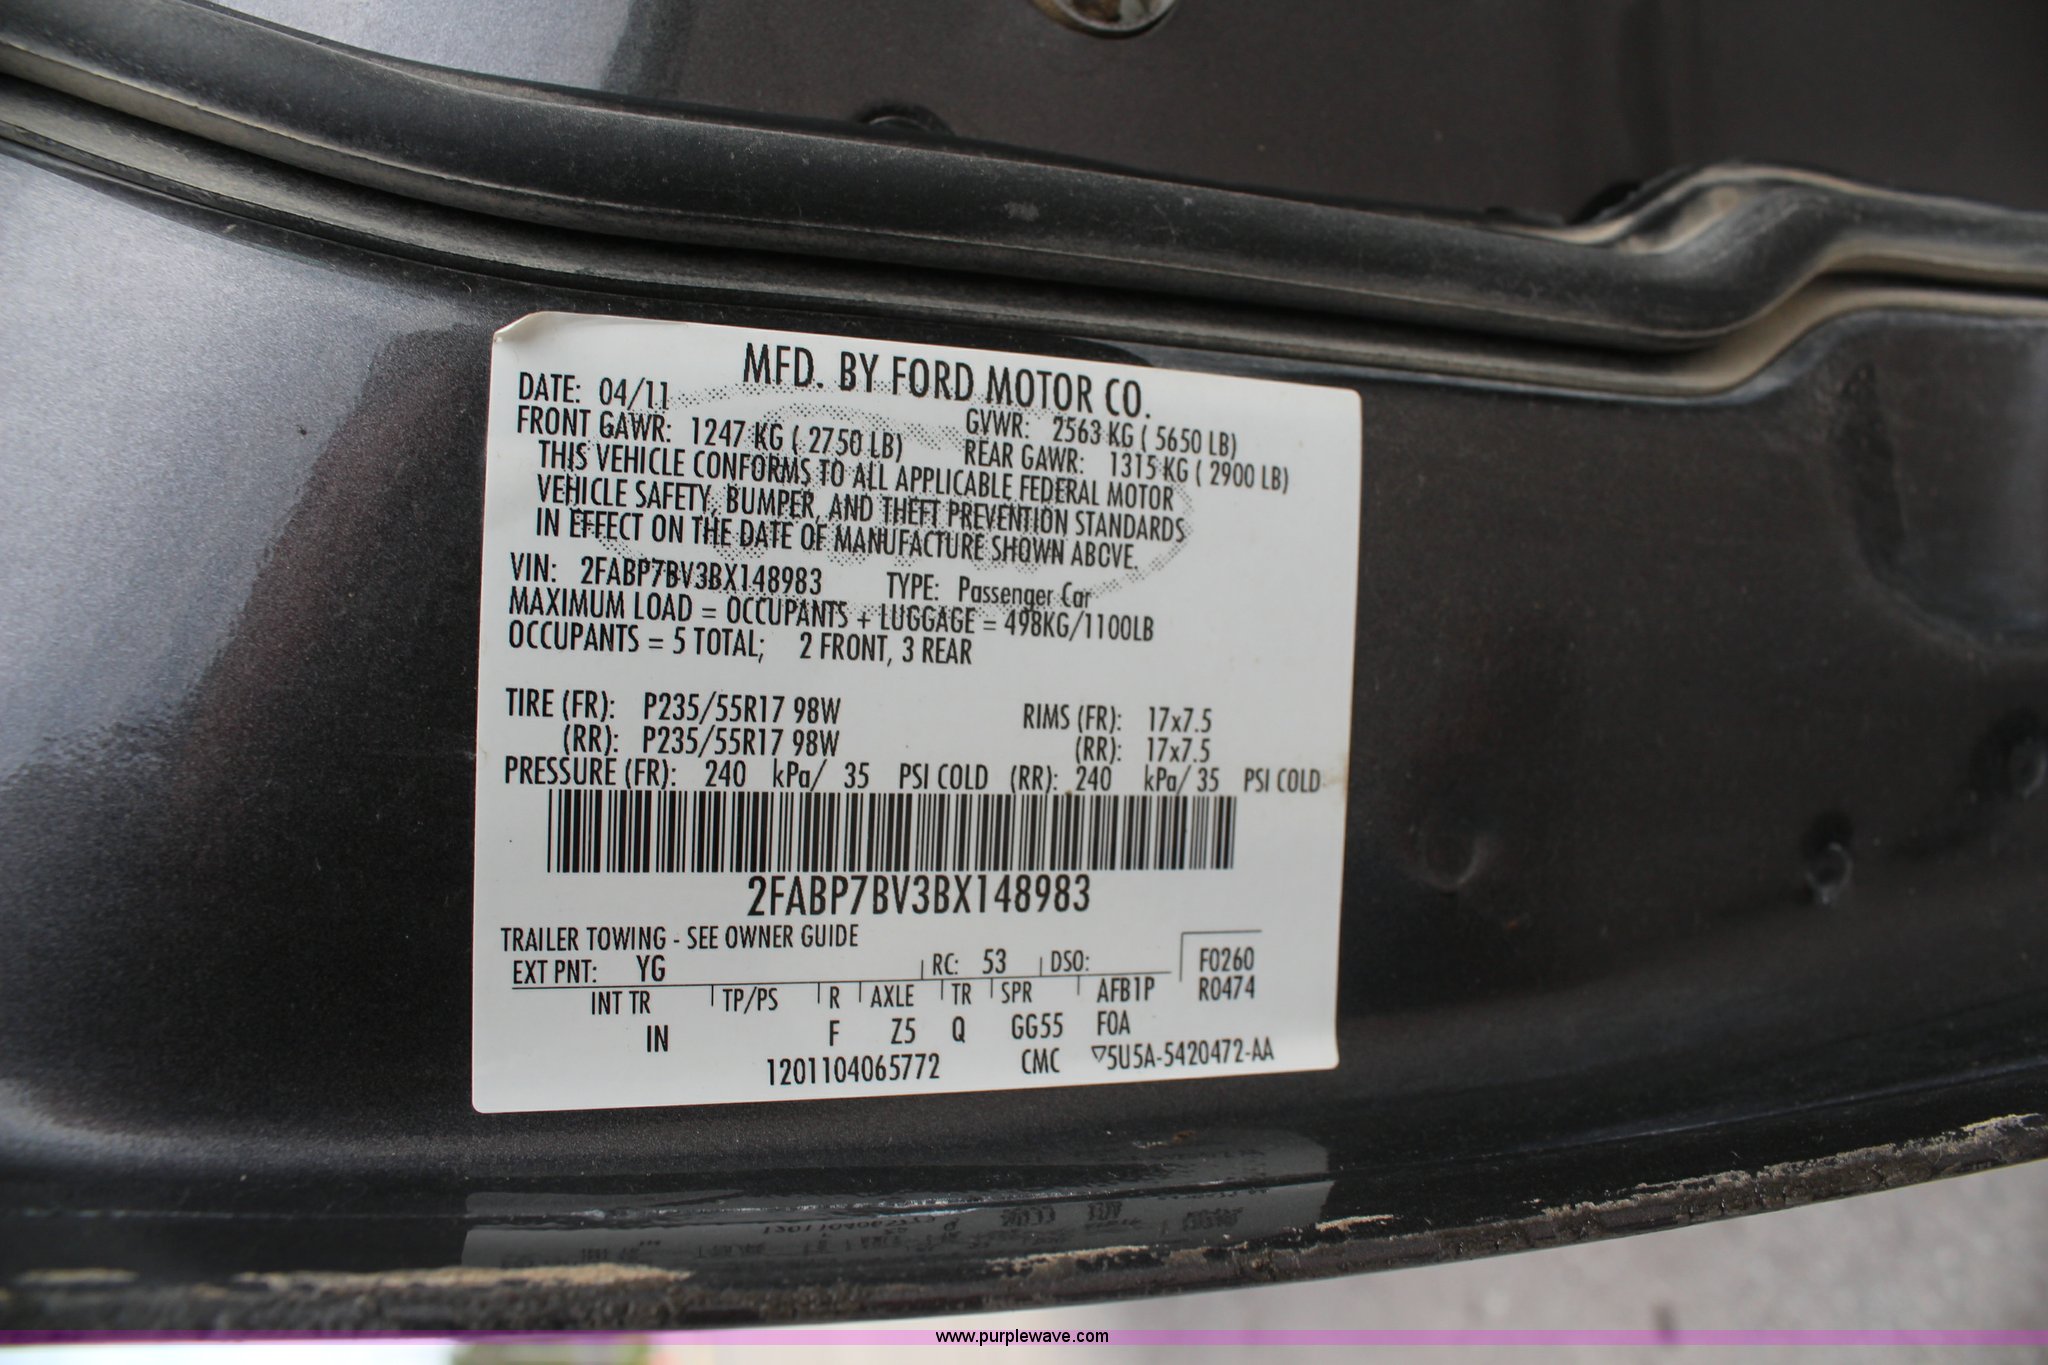 MFD. BY FORD MOTOR CO.
DATE: 04/11
GVWR: 2563 KG ( 5650 LB)
FRONT GAWR: 1247 KG ( 2750 LB)
REAR GAWR: 1315 KG ( 2900 LB)
THIS VEHICLE CONFORMS TO ALL APPLICABLE FEDERAL MOTOR
VEHICLE SAFETY, BUMPER, AND THEFT PREVENTION STANDARDS
IN EFFECT ON THE DATE OF MANUFACTURE SHOWN ABOVE.
VIN: 2FABP7BV3BX148983 TYPE: Passenger Car
MAXIMUM LOAD = OCCUPANTS + LUGGAGE = 498KG/1100LB
OCCUPANTS = 5 TOTAL; 2 FRONT, 3 REAR
TIRE (FR): P235/55R17 98W RIMS (FR): 17x7.5
(RR): P235/55R17 98W (RR): 17x7.5
PRESSURE (FR): 240 kPa/ 35 PSI COLD (RR): 240 kPa/ 35 PSI COLD
2FABP7BV3BX148983
TRAILER TOWING - SEE OWNER GUIDE
EXT PNT: YG RC: 53 DSO: F0260
INT TR TP/PS R AXLE TR SPR AFB1P R0474
IN F Z5 Q GG55 FOA
1201104065772 CMC ▽5U5A-5420472-AA
www.purplewave.com